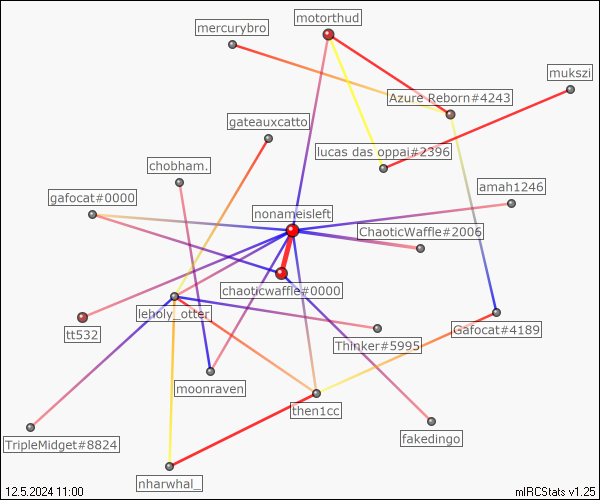 motorthud
mercurybro
mukszi
Azure Reborn#4243
gateauxcatto
lucas das oppai#2396
chobham.
amah1246
gafocat#0000
nonameisleft
ChaoticWaffle#2006
chaoticwaffle#0000
leholy_otter
Gafocat#4189
tt532
Thinker#5995
moonraven
then1cc
fakedingo
TripleMidget#8824
nharwhal_
12.5.2024 11:00
mIRCStats v1.25